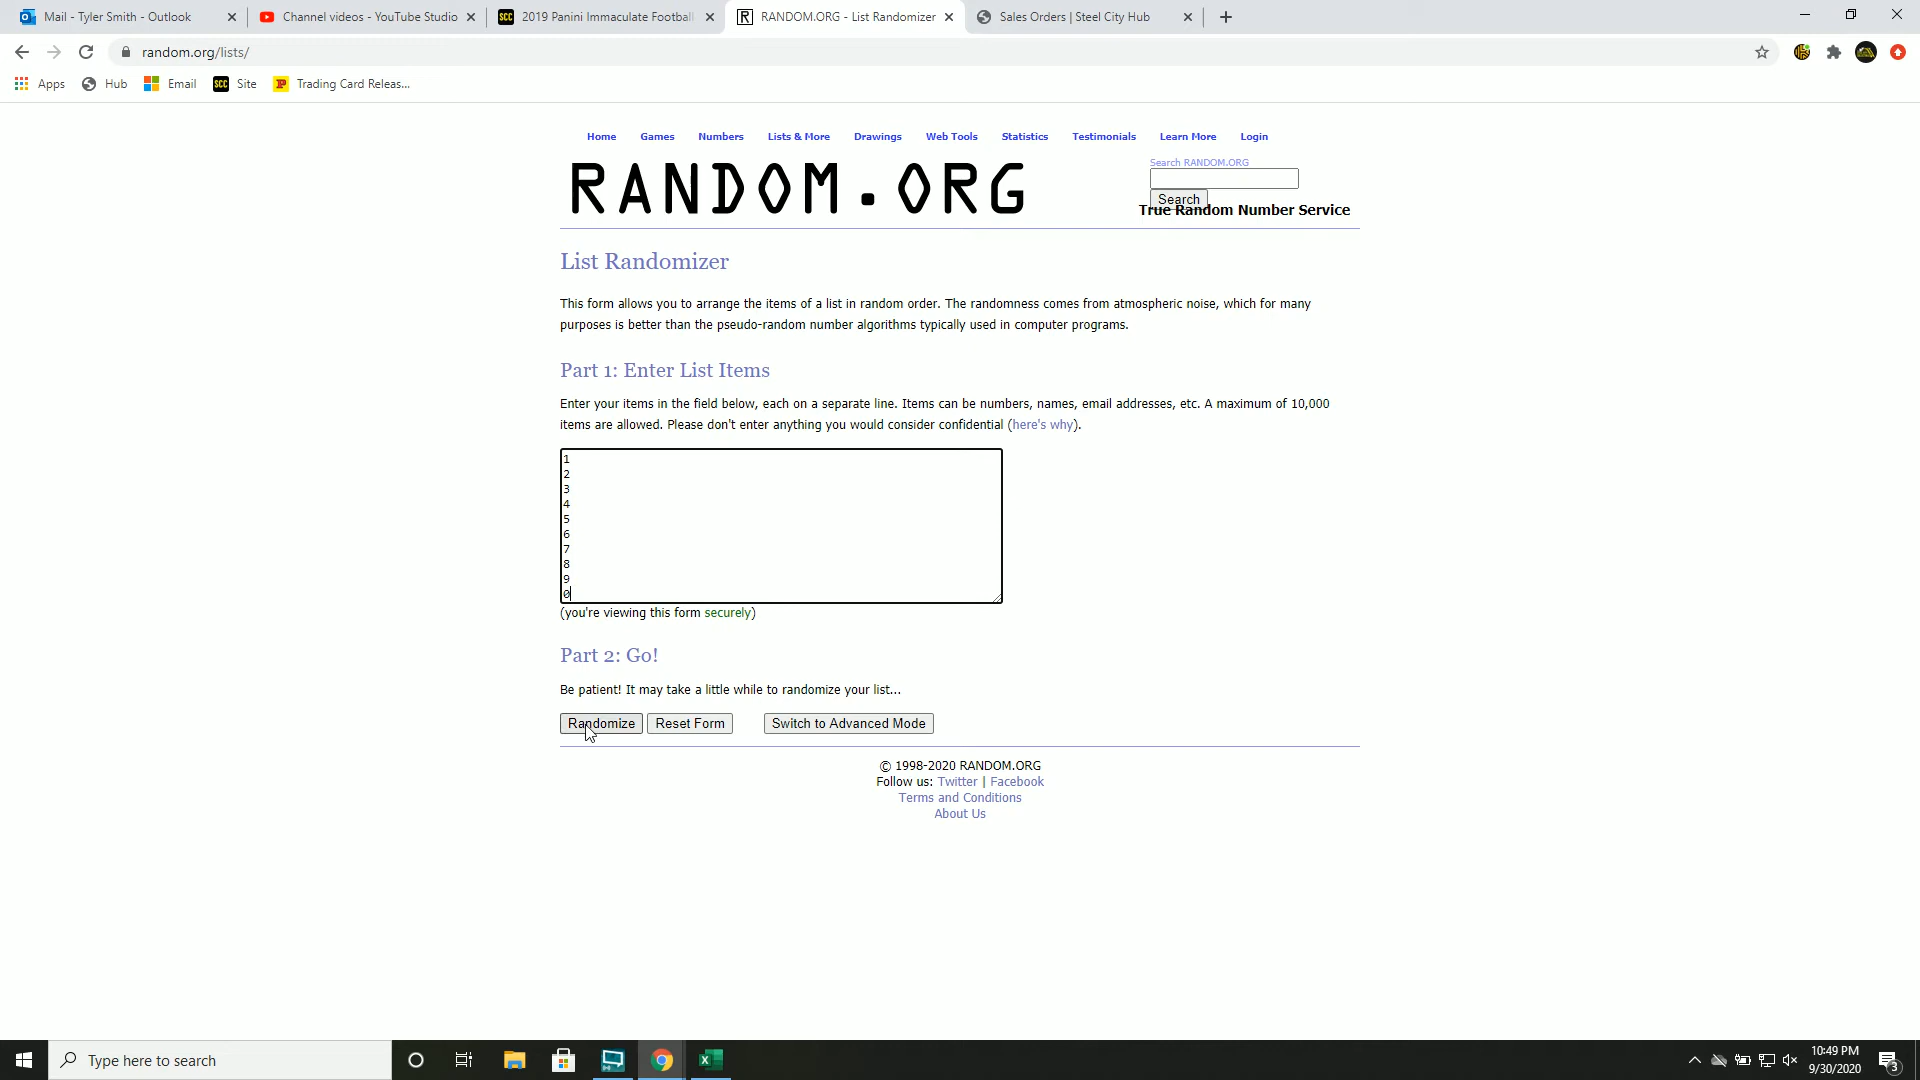 Mail - Tyler Smith - Outlook
Channel videos - YouTube Studio
SCC 2019 Panini Immaculate Football
R RANDOM.ORG - List Randomizer
Sales Orders | Steel City Hub
random.org/lists/
Apps
Hub
Email
SCC Site
Trading Card Releas...
Home
Games
Numbers
Lists & More
Drawings
Web Tools
Statistics
Testimonials
Learn More
Login
RANDOM.ORG
Search RANDOM.ORG
Search
True Random Number Service
List Randomizer
This form allows you to arrange the items of a list in random order. The randomness comes from atmospheric noise, which for many
purposes is better than the pseudo-random number algorithms typically used in computer programs.
Part 1: Enter List Items
Enter your items in the field below, each on a separate line. Items can be numbers, names, email addresses, etc. A maximum of 10,000
items are allowed. Please don't enter anything you would consider confidential (here's why).
1
2
3
4
5
6
7
8
9
0
(you're viewing this form securely)
Part 2: Go!
Be patient! It may take a little while to randomize your list...
Randomize
Reset Form
Switch to Advanced Mode
© 1998-2020 RANDOM.ORG
Follow us: Twitter | Facebook
Terms and Conditions
About Us
Type here to search
10:49 PM
9/30/2020
3